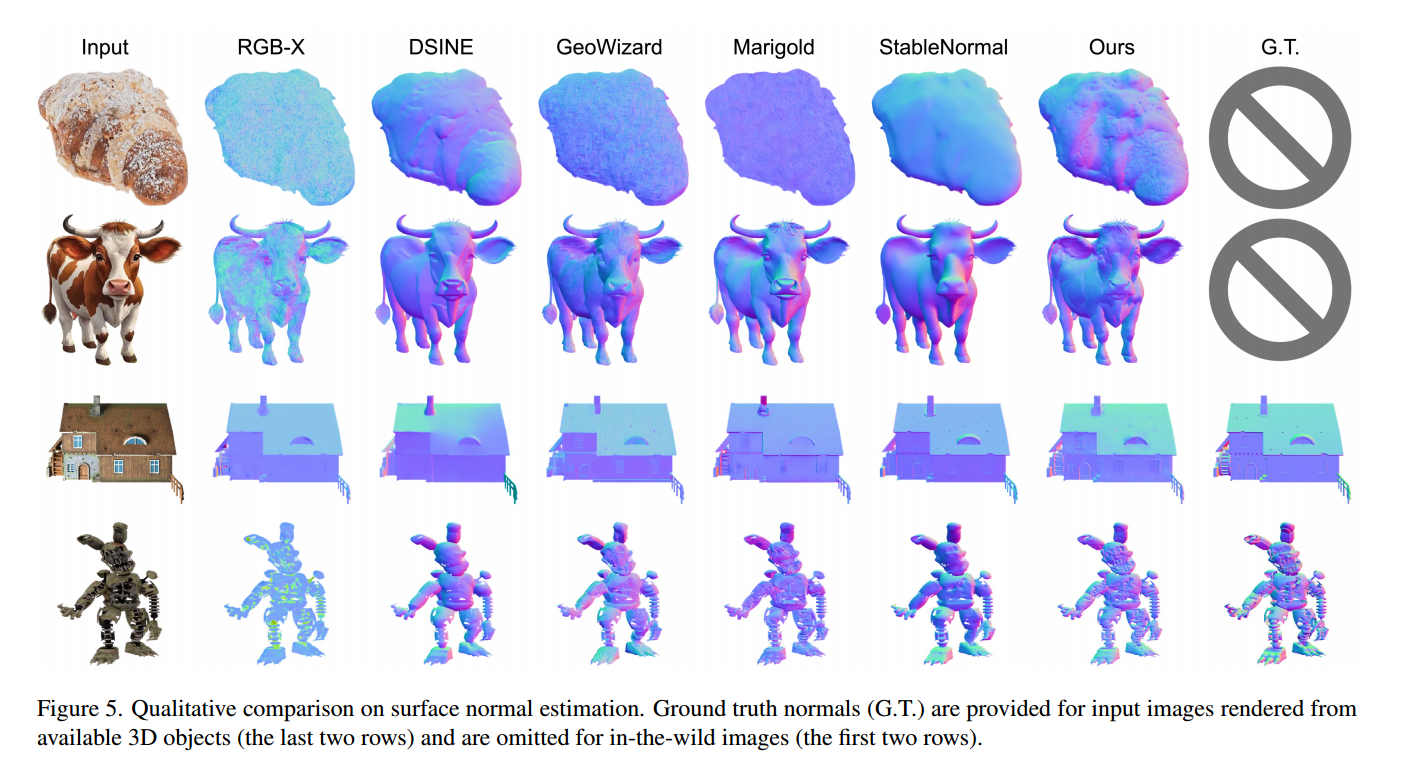 Input RGB-X DSINE GeoWizard Marigold StableNormal Ours G.T.
Figure 5. Qualitative comparison on surface normal estimation. Ground truth normals (G.T.) are provided for input images rendered from
available 3D objects (the last two rows) and are omitted for in-the-wild images (the first two rows).